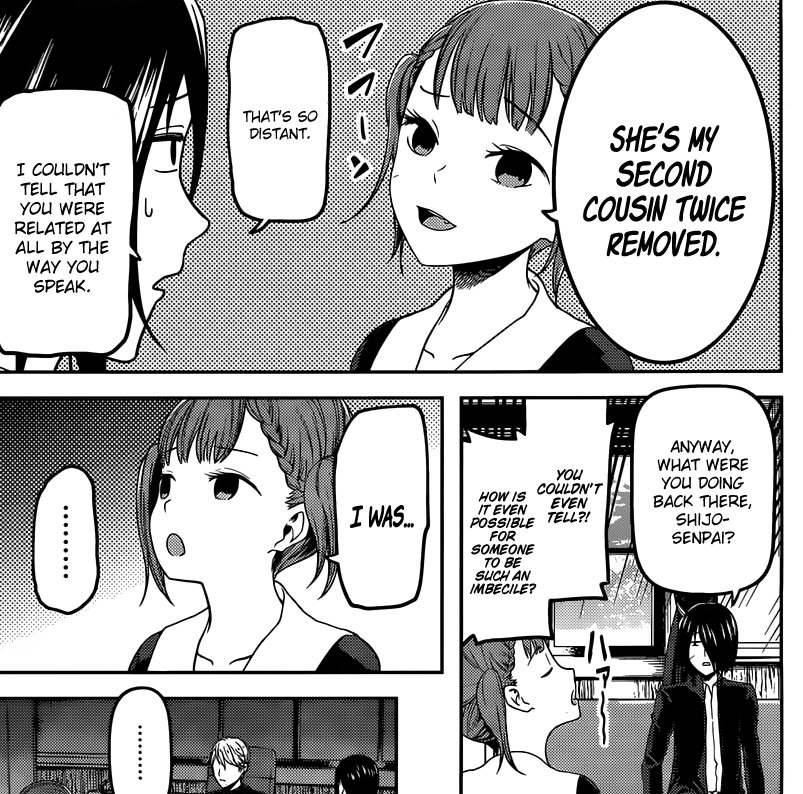 SHE'S MY
SECOND
COUSIN TWICE
REMOVED.
THAT'S SO
DISTANT.
I COULDN'T
TELL THAT
YOU WERE
RELATED AT
ALL BY THE
WAY YOU
SPEAK.
YOU
COULDN'T
EVEN
TELL?!
HOW IS
IT EVEN
POSSIBLE
FOR
SOMEONE
TO BE
SUCH AN
IMBECILE?
ANYWAY,
WHAT WERE
YOU DOING
BACK THERE,
SHIJO-
SENPAI?
I WAS...
.........
........